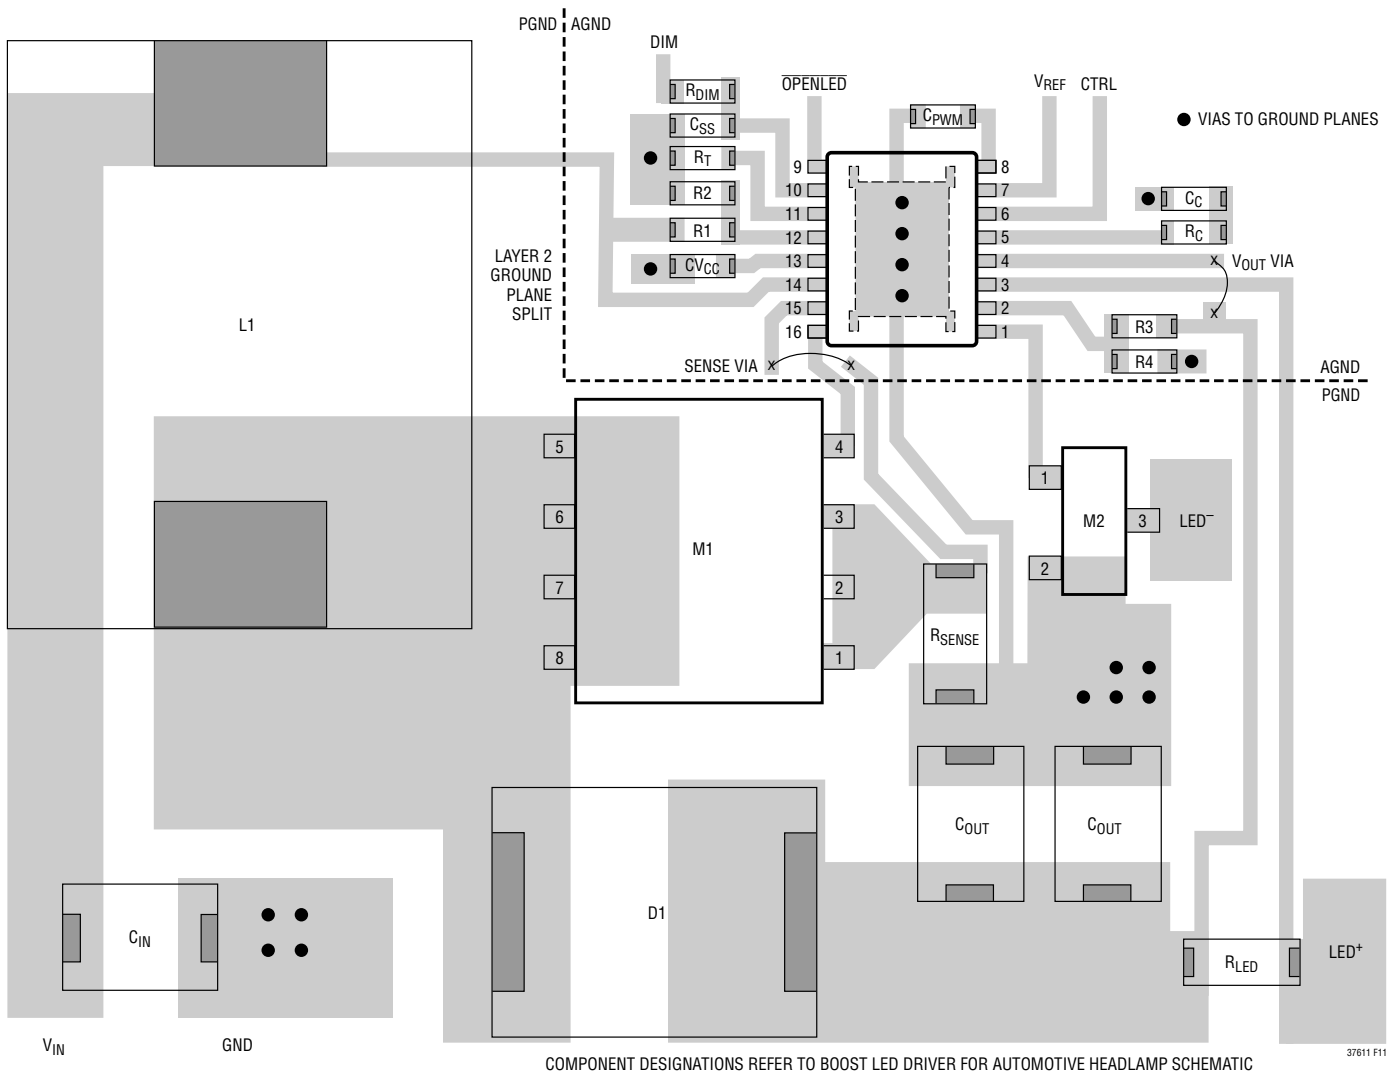 PGND AGND
DIM
OPENLED
VREF CTRL
VIAS TO GROUND PLANES
RDIM
CSS
RT
R2
R1
CVCC
CPWM
9
10
11
12
13
14
15
16
8
7
6
5
4
3
2
1
CC
RC
x VOUT VIA
x
R3
R4
LAYER 2
GROUND
PLANE
SPLIT
SENSE VIA x x
AGND
PGND
L1
5
6
7
8
M1
4
3
2
1
1
2
M2
3
LED–
RSENSE
COUT
COUT
D1
CIN
RLED
LED+
VIN
GND
37611 F11
COMPONENT DESIGNATIONS REFER TO BOOST LED DRIVER FOR AUTOMOTIVE HEADLAMP SCHEMATIC